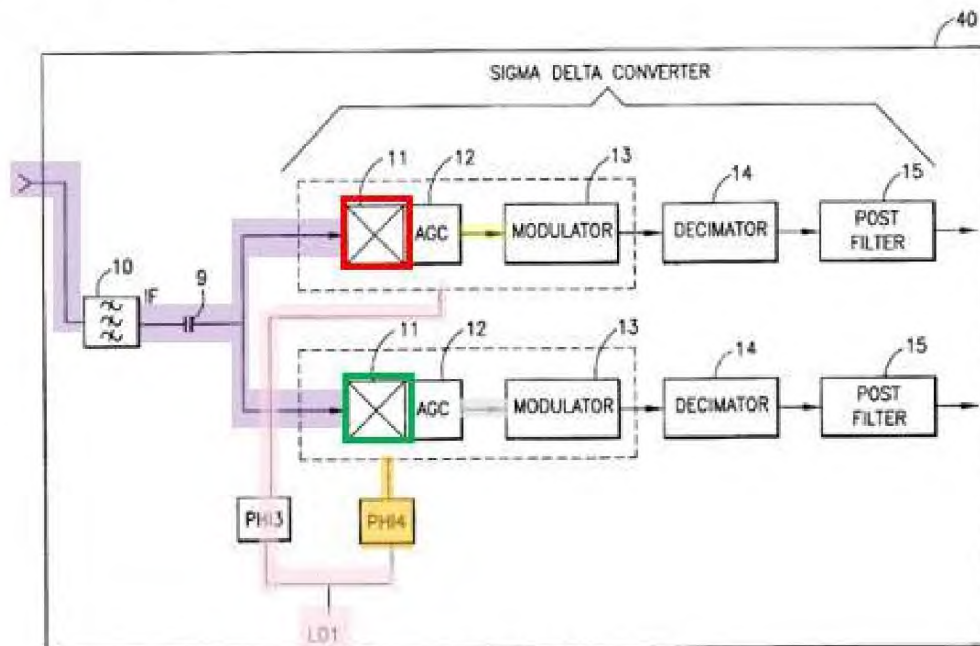 40
SIGMA DELTA CONVERTER
11
12
13
14
15
AGC
MODULATOR
DECIMATOR
POST
FILTER
10
IF
9
11
12
13
14
15
AGC
MODULATOR
DECIMATOR
POST
FILTER
PHI3
PHI4
LO1